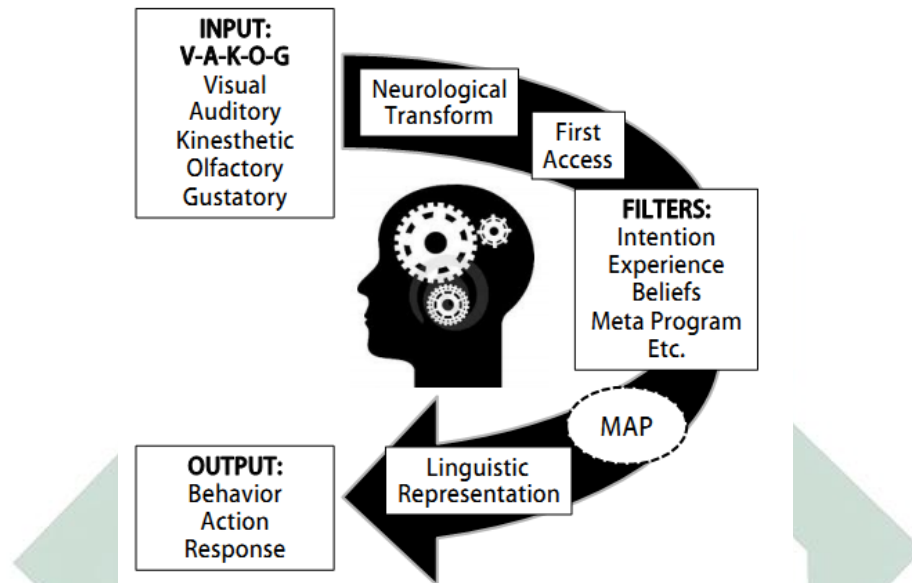 INPUT:
V-A-K-O-G
Visual
Auditory
Kinesthetic
Olfactory
Gustatory
Neurological
Transform
First
Access
FILTERS:
Intention
Experience
Beliefs
Meta Program
Etc.
MAP
Linguistic
Representation
OUTPUT:
Behavior
Action
Response